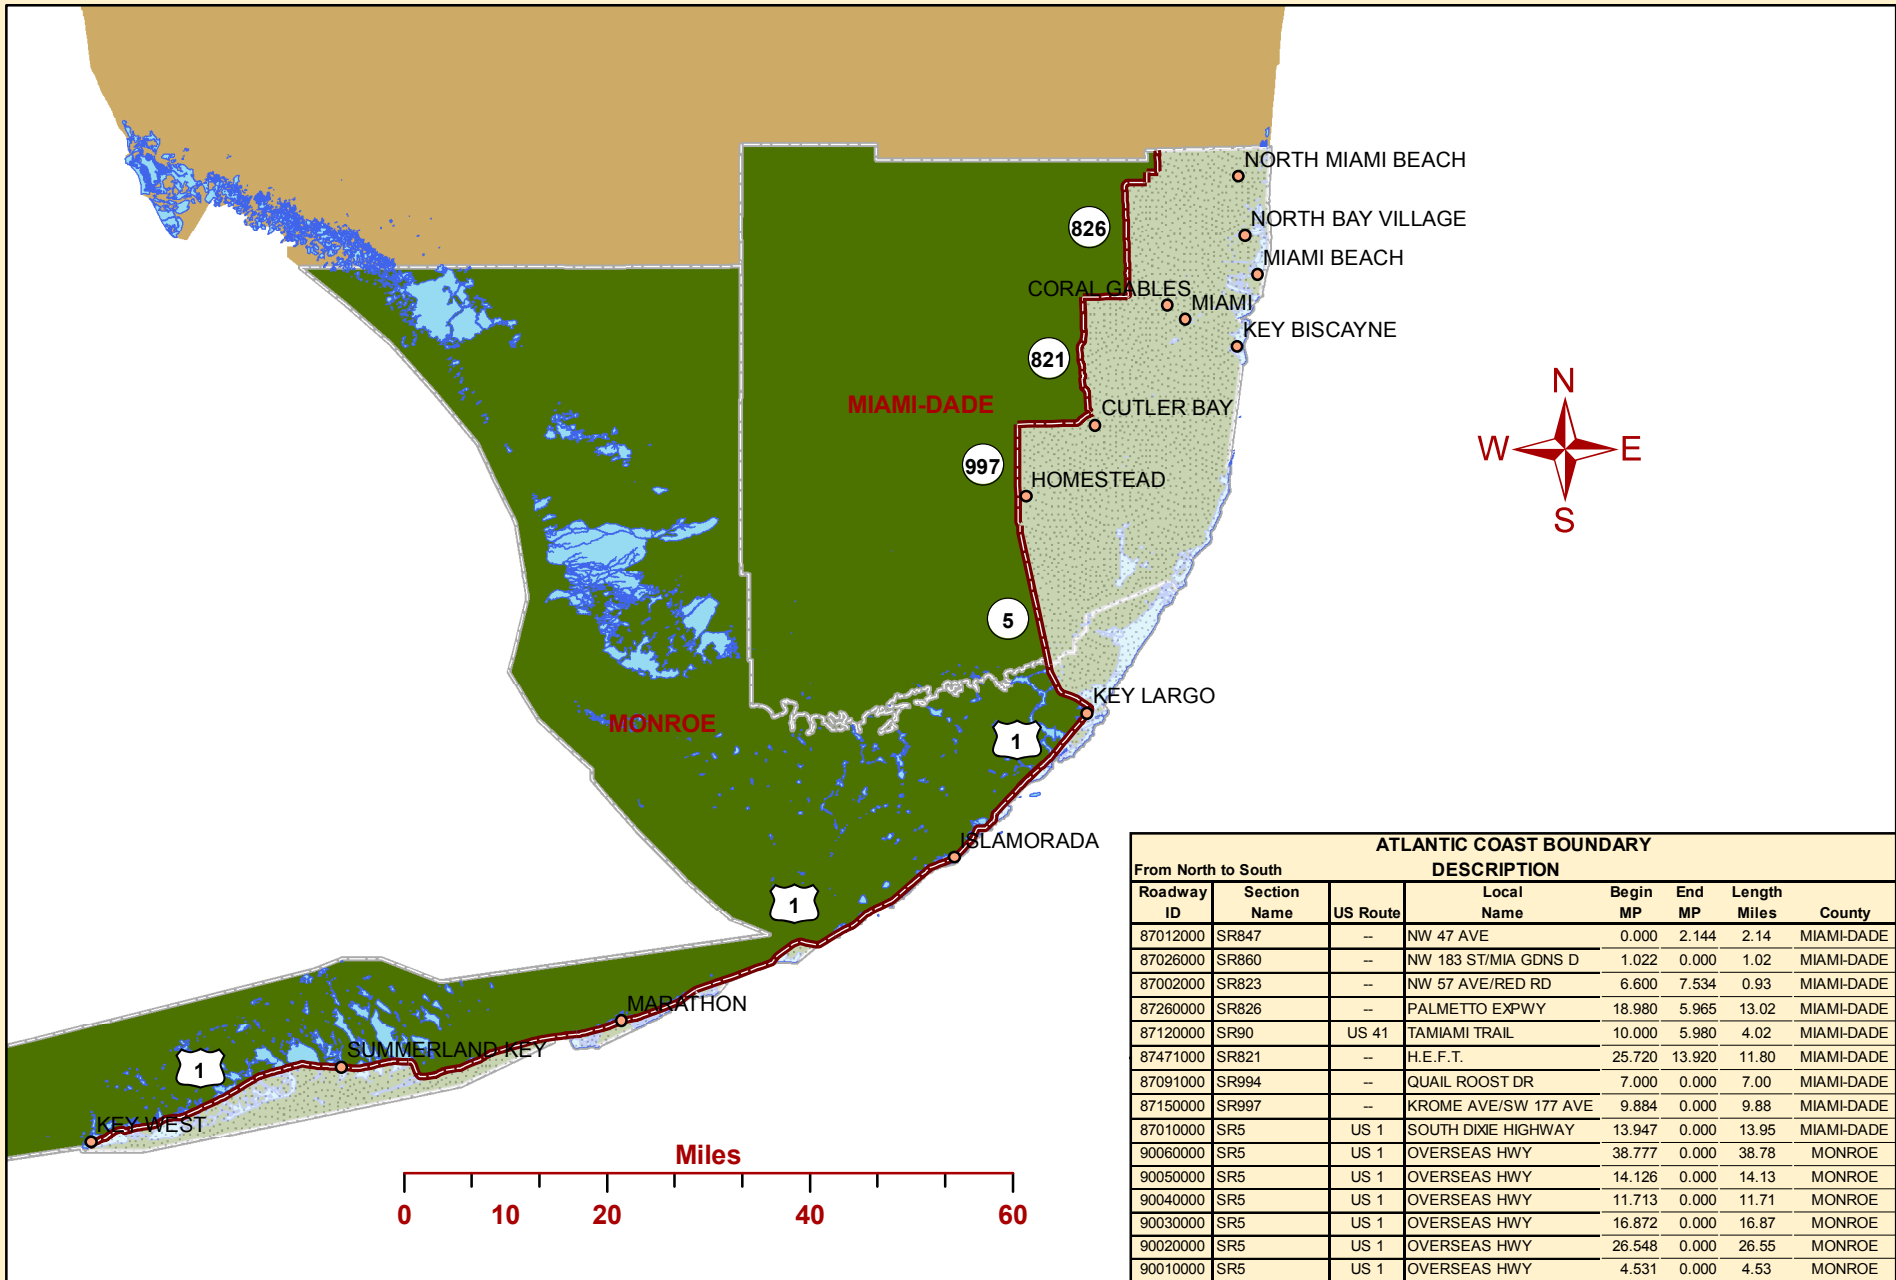 NORTH MIAMI BEACH
NORTH BAY VILLAGE
826
MIAMI BEACH
CORAL GABLES
MIAMI
KEY BISCAYNE
821
N
MIAMI-DADE
CUTLER BAY
W E
997
HOMESTEAD
S
5
KEY LARGO
MONROE
1
ISLAMORADA
1
MARATHON
SUMMERLAND KEY
1
KEY WEST
Miles
0 10 20 40 60
ATLANTIC COAST BOUNDARY
From North to South DESCRIPTION
Roadway Section Local Begin End Length
ID Name US Route Name MP MP Miles County
87012000 SR847 -- NW 47 AVE 0.000 2.144 2.14 MIAMI-DADE
87026000 SR860 -- NW 183 ST/MIA GDNS D 1.022 0.000 1.02 MIAMI-DADE
87002000 SR823 -- NW 57 AVE/RED RD 6.600 7.534 0.93 MIAMI-DADE
87260000 SR826 -- PALMETTO EXPWY 18.980 5.965 13.02 MIAMI-DADE
87120000 SR90 US 41 TAMIAMI TRAIL 10.000 5.980 4.02 MIAMI-DADE
87471000 SR821 -- H.E.F.T. 25.720 13.920 11.80 MIAMI-DADE
87091000 SR994 -- QUAIL ROOST DR 7.000 0.000 7.00 MIAMI-DADE
87150000 SR997 -- KROME AVE/SW 177 AVE 9.884 0.000 9.88 MIAMI-DADE
87010000 SR5 US 1 SOUTH DIXIE HIGHWAY 13.947 0.000 13.95 MIAMI-DADE
90060000 SR5 US 1 OVERSEAS HWY 38.777 0.000 38.78 MONROE
90050000 SR5 US 1 OVERSEAS HWY 14.126 0.000 14.13 MONROE
90040000 SR5 US 1 OVERSEAS HWY 11.713 0.000 11.71 MONROE
90030000 SR5 US 1 OVERSEAS HWY 16.872 0.000 16.87 MONROE
90020000 SR5 US 1 OVERSEAS HWY 26.548 0.000 26.55 MONROE
90010000 SR5 US 1 OVERSEAS HWY 4.531 0.000 4.53 MONROE